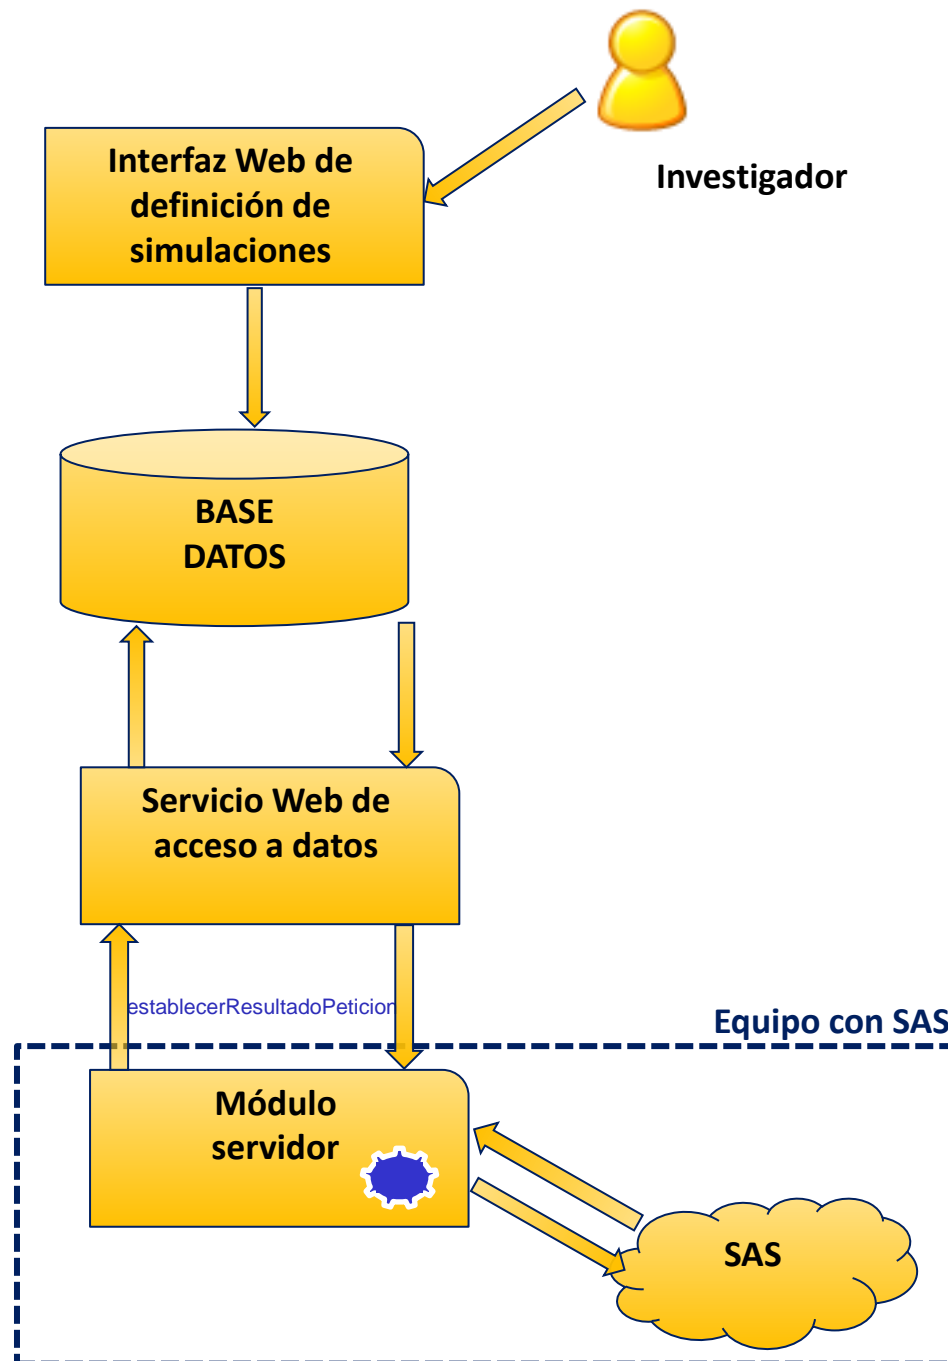 Investigador
Interfaz Web de
definición de
simulaciones
BASE
DATOS
Servicio Web de
acceso a datos
establecerResultadoPeticion
Equipo con SAS
Módulo
servidor
SAS